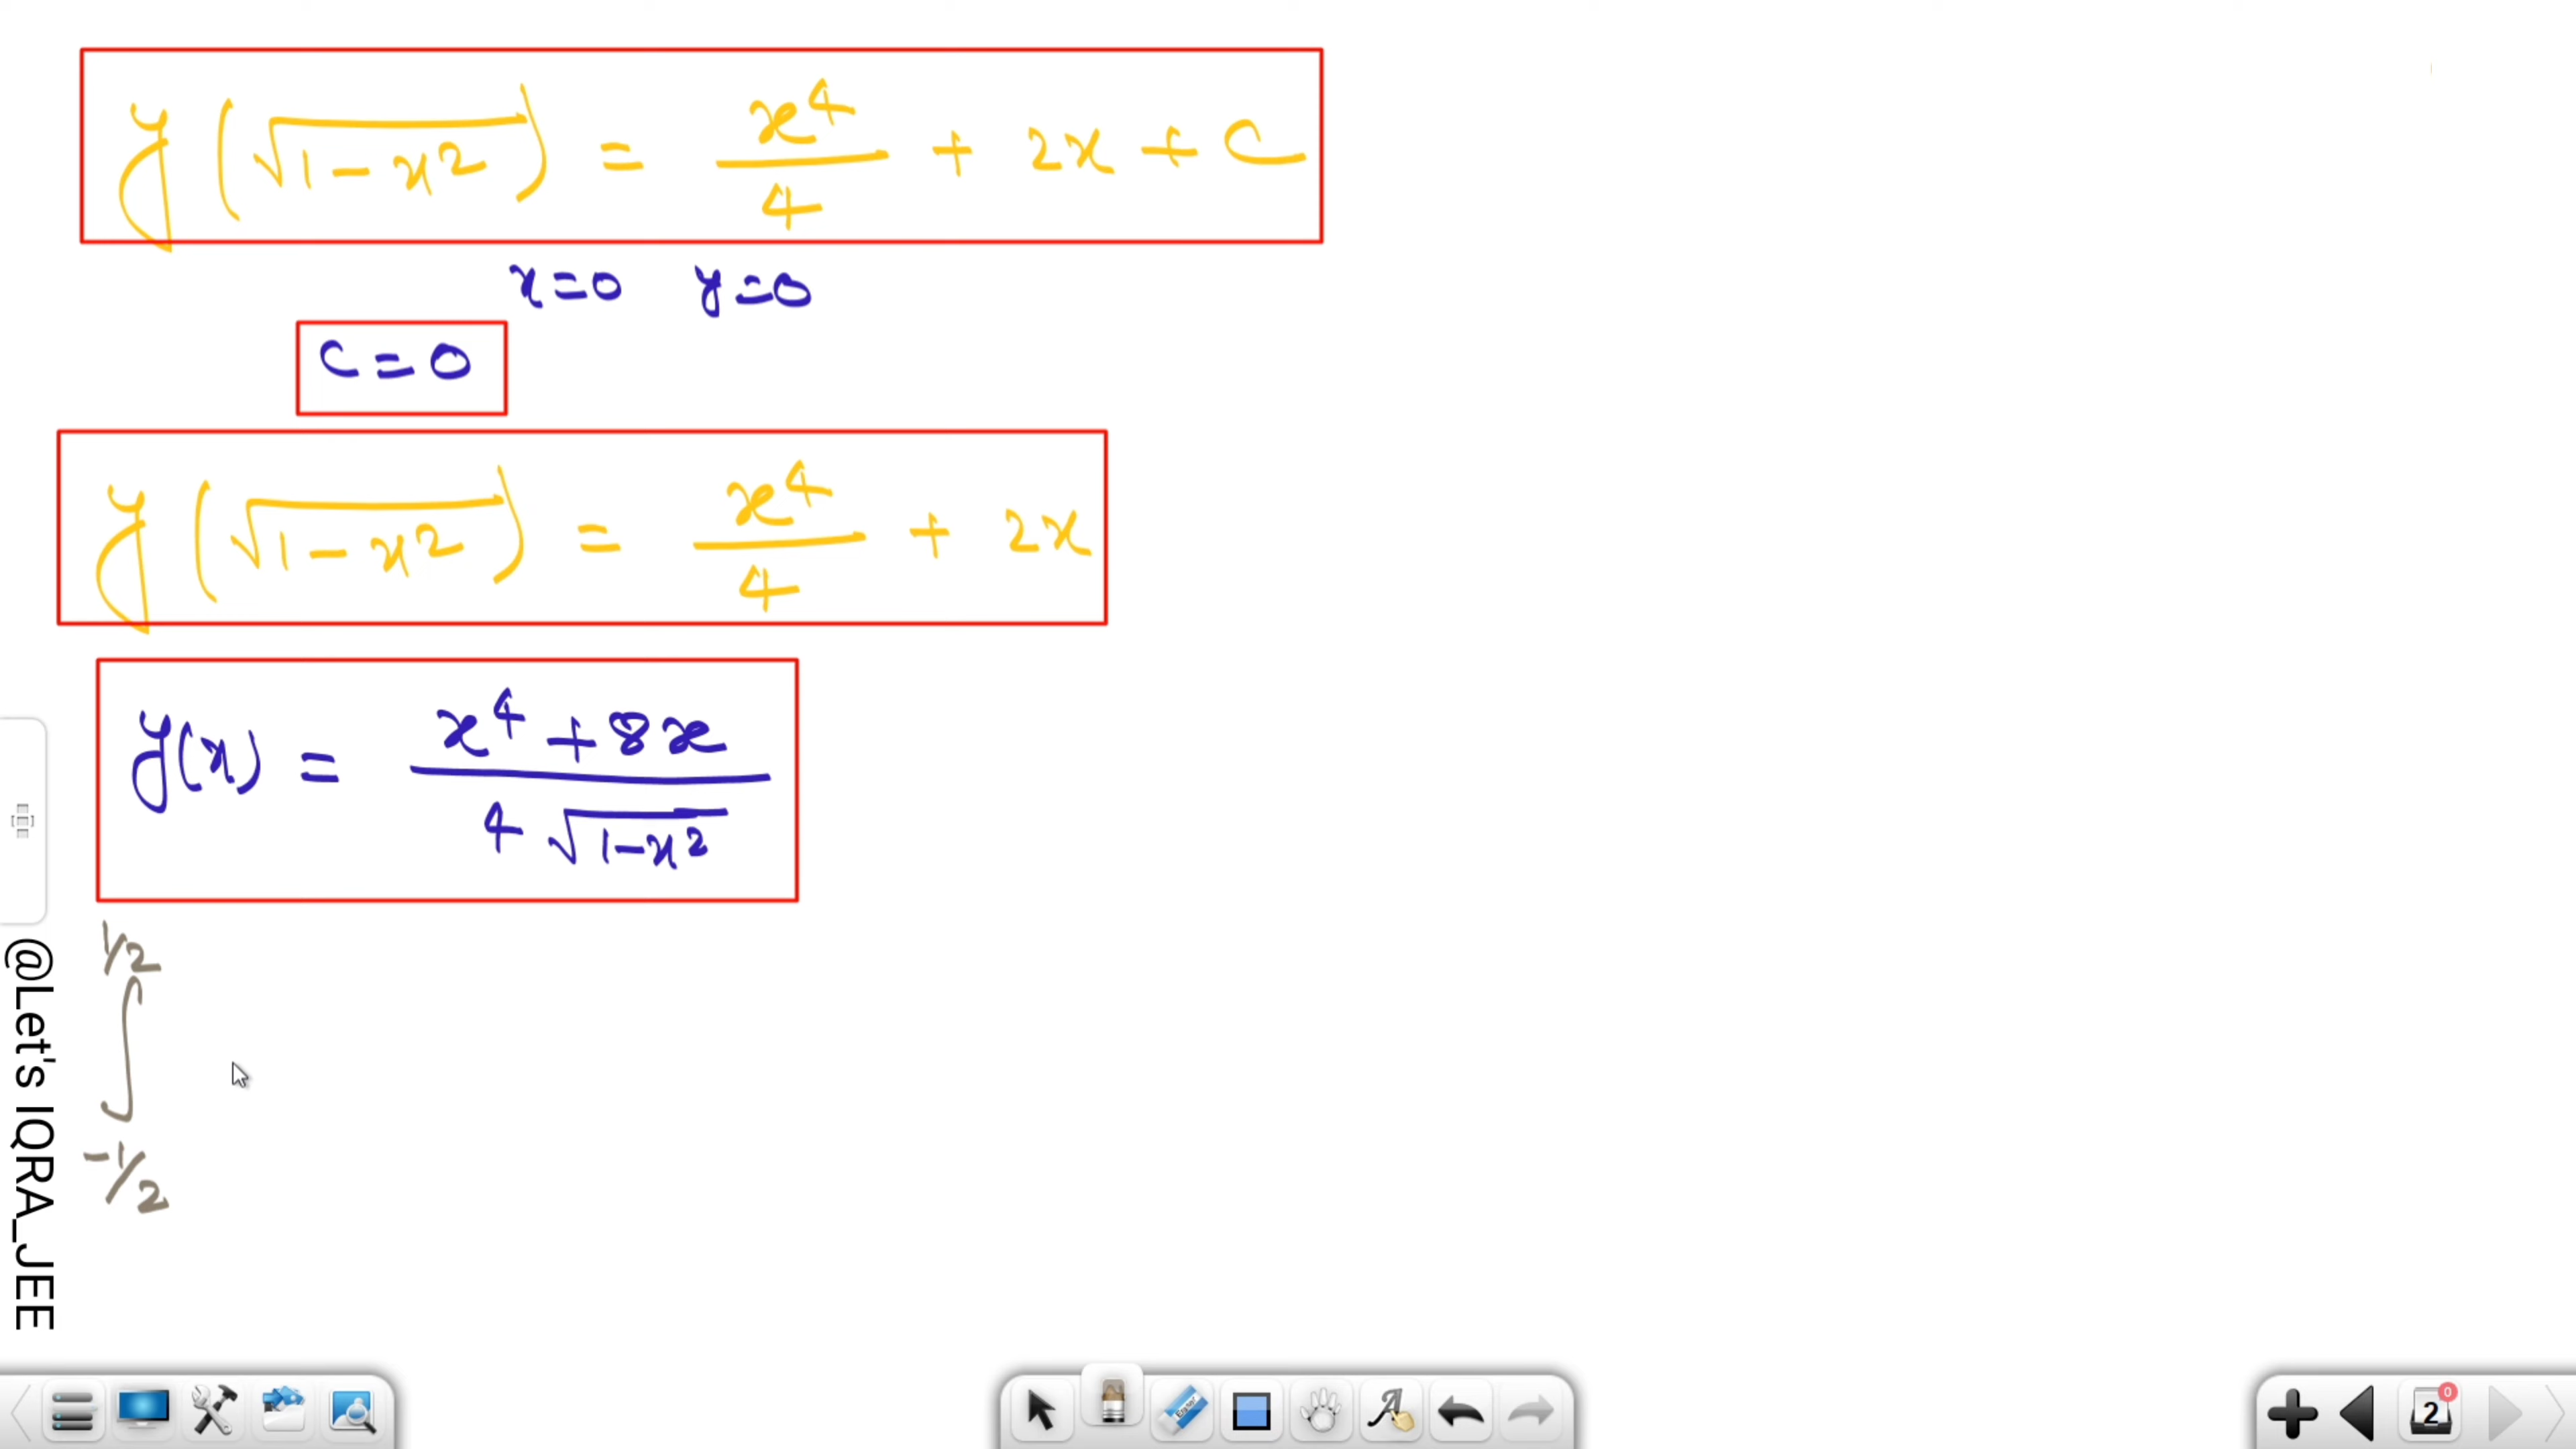 y (√(1-x²)) = x⁴/4 + 2x + C
x=0 y=0
C=0
y (√(1-x²)) = x⁴/4 + 2x
y(x) = (x⁴+8x)/(4√(1-x²))
1/2
∫
-1/2
@Let's IQRA_JEE
Eraser
A
2
0